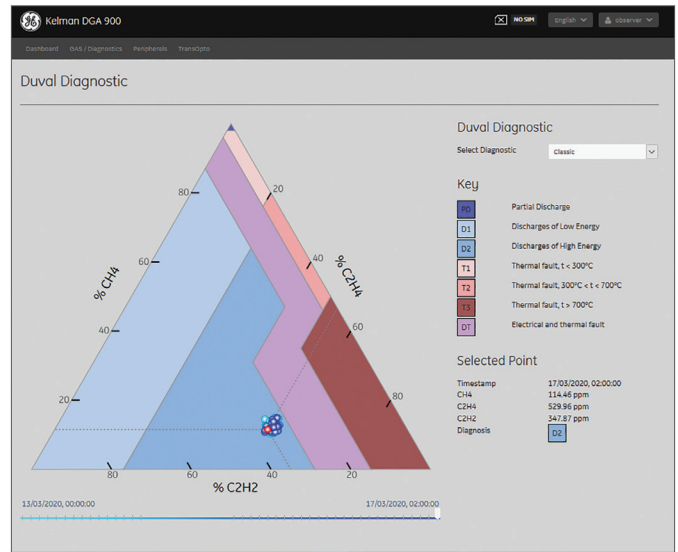 Kelman DGA 900
NO SIM
English
observer
Dashboard GAS / Diagnostics Peripherals TransOpto
Duval Diagnostic
Duval Diagnostic
Select Diagnostic Classic
Key
PD Partial Discharge
D1 Discharges of Low Energy
D2 Discharges of High Energy
T1 Thermal fault, t < 300°C
T2 Thermal fault, 300°C < t < 700°C
T3 Thermal fault, t > 700°C
DT Electrical and thermal fault
Selected Point
Timestamp 17/03/2020, 02:00:00
CH4 114.46 ppm
C2H4 529.96 ppm
C2H2 347.87 ppm
Diagnosis D2
% CH4
80
60
40
20
% C2H4
20
40
60
80
80 60 40 20
% C2H2
13/03/2020, 00:00:00 17/03/2020, 02:00:00